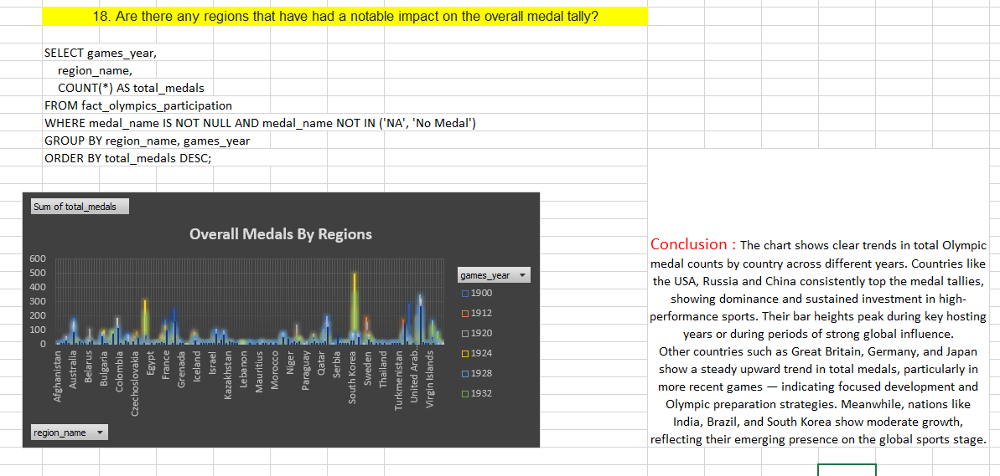 18. Are there any regions that have had a notable impact on the overall medal tally?
SELECT games_year,
region_name,
COUNT(*) AS total_medals
FROM fact_olympics_participation
WHERE medal_name IS NOT NULL AND medal_name NOT IN ('NA', 'No Medal')
GROUP BY region_name, games_year
ORDER BY total_medals DESC;
Sum of total_medals
Overall Medals By Regions
600
500
400
300
200
100
0
Afghanistan
Australia
Belarus
Bulgaria
Colombia
Czechoslovakia
Egypt
France
Grenada
Iceland
Israel
Kazakhstan
Lebanon
Mauritius
Morocco
Niger
Paraguay
Qatar
Serbia
South Korea
Sweden
Thailand
Turkmenistan
United Arab...
Virgin Islands
games_year
1900
1912
1920
1924
1928
1932
region_name
Conclusion : The chart shows clear trends in total Olympic
medal counts by country across different years. Countries like
the USA, Russia and China consistently top the medal tallies,
showing dominance and sustained investment in high-
performance sports. Their bar heights peak during key hosting
years or during periods of strong global influence.
Other countries such as Great Britain, Germany, and Japan
show a steady upward trend in total medals, particularly in
more recent games — indicating focused development and
Olympic preparation strategies. Meanwhile, nations like
India, Brazil, and South Korea show moderate growth,
reflecting their emerging presence on the global sports stage.